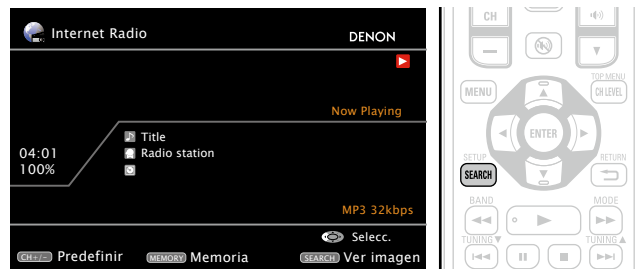 Internet Radio
DENON
Now Playing
Title
04:01
Radio station
100%
MP3 32kbps
Selecc.
CH+/- Predefinir
MEMORY Memoria
SEARCH Ver imagen
CH
TOP MENU
MENU
CH LEVEL
ENTER
SETUP
RETURN
SEARCH
BAND
MODE
TUNING
TUNING